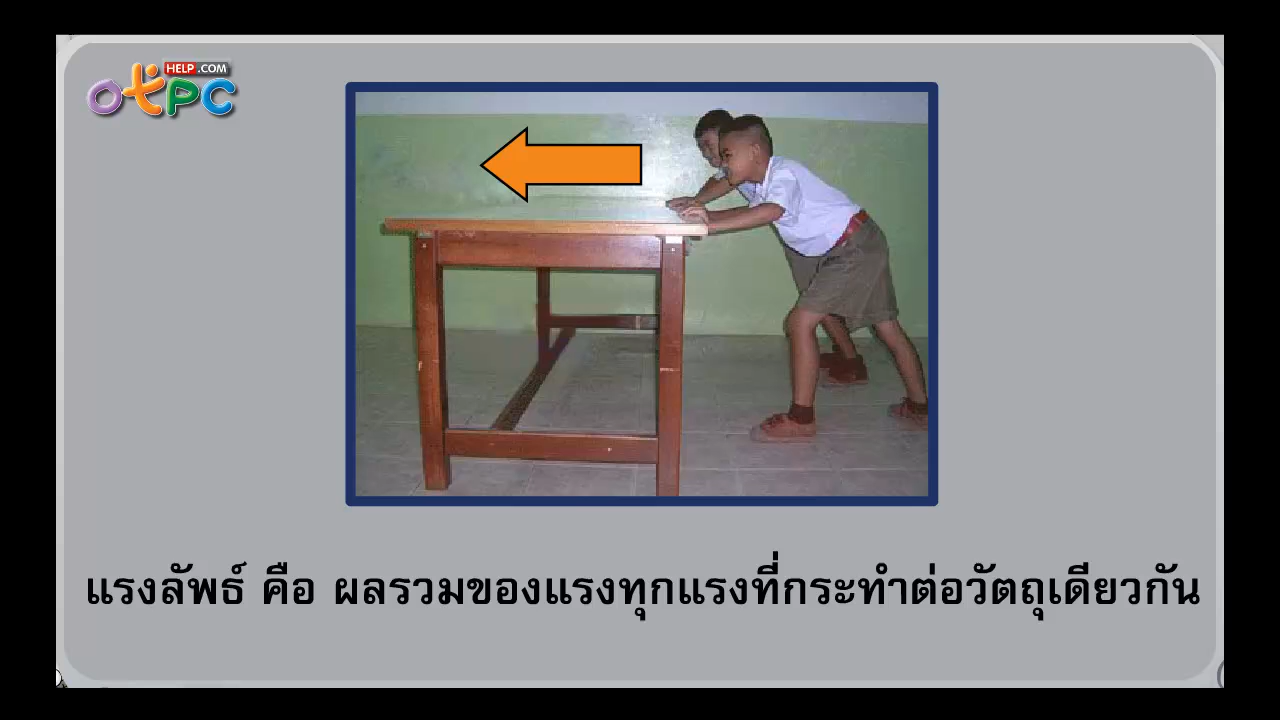 HELP.COM
OTPC
แรงลัพธ์ คือ ผลรวมของแรงทุกแรงที่กระทำต่อวัตถุเดียวกัน